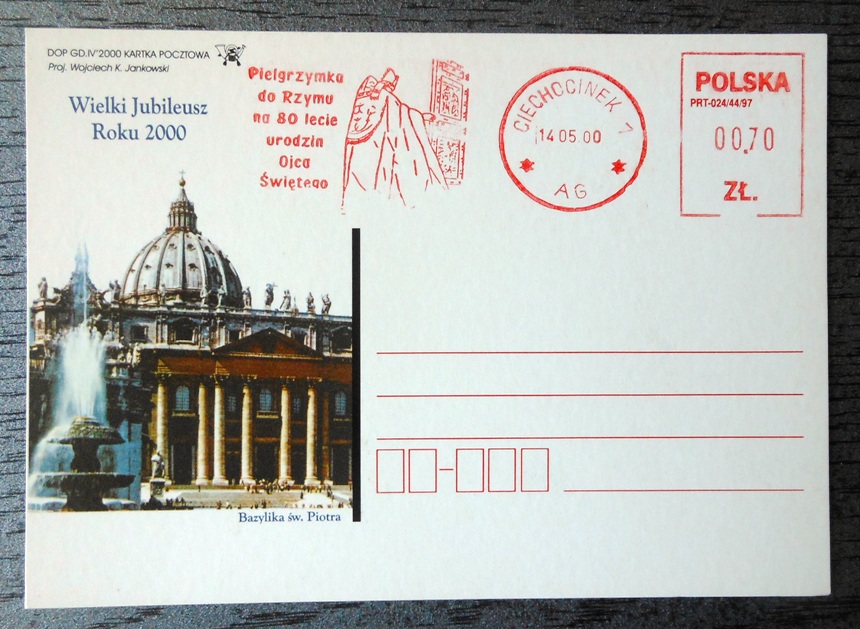 DOP GD.IV'2000 KARTKA POCZTOWA
Proj. Wojciech K. Jankowski
Wielki Jubileusz
Roku 2000
Pielgrzymka
do Rzymu
na 80 lecie
urodzin
Ojca
Świętego
CIECHOCINEK 1
14 05.00
AG
POLSKA
PRT-024/44/97
00,70
ZŁ.
Bazylika św. Piotra